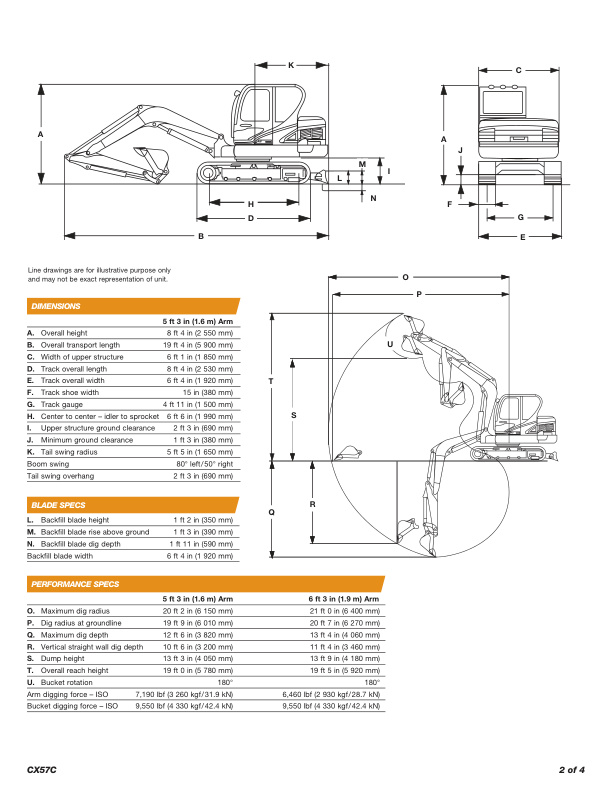 K
A
M
I
L
N
H
D
B
C
A
J
F
G
E
Line drawings are for illustrative purpose only
and may not be exact representation of unit.
DIMENSIONS
5 ft 3 in (1.6 m) Arm
A. Overall height 8 ft 4 in (2 550 mm)
B. Overall transport length 19 ft 4 in (5 900 mm)
C. Width of upper structure 6 ft 1 in (1 850 mm)
D. Track overall length 8 ft 4 in (2 530 mm)
E. Track overall width 6 ft 4 in (1 920 mm)
F. Track shoe width 15 in (380 mm)
G. Track gauge 4 ft 11 in (1 500 mm)
H. Center to center – idler to sprocket 6 ft 6 in (1 990 mm)
I. Upper structure ground clearance 2 ft 3 in (690 mm)
J. Minimum ground clearance 1 ft 3 in (380 mm)
K. Tail swing radius 5 ft 5 in (1 650 mm)
Boom swing 80° left/50° right
Tail swing overhang 2 ft 3 in (690 mm)
O
P
U
T
S
Q
R
BLADE SPECS
L. Backfill blade height 1 ft 2 in (350 mm)
M. Backfill blade rise above ground 1 ft 3 in (390 mm)
N. Backfill blade dig depth 1 ft 11 in (590 mm)
Backfill blade width 6 ft 4 in (1 920 mm)
PERFORMANCE SPECS
5 ft 3 in (1.6 m) Arm 6 ft 3 in (1.9 m) Arm
O. Maximum dig radius 20 ft 2 in (6 150 mm) 21 ft 0 in (6 400 mm)
P. Dig radius at groundline 19 ft 9 in (6 010 mm) 20 ft 7 in (6 270 mm)
Q. Maximum dig depth 12 ft 6 in (3 820 mm) 13 ft 4 in (4 060 mm)
R. Vertical straight wall dig depth 10 ft 6 in (3 200 mm) 11 ft 4 in (3 460 mm)
S. Dump height 13 ft 3 in (4 050 mm) 13 ft 9 in (4 180 mm)
T. Overall reach height 19 ft 0 in (5 780 mm) 19 ft 5 in (5 920 mm)
U. Bucket rotation 180° 180°
Arm digging force – ISO 7,190 lbf (3 260 kgf/31.9 kN) 6,460 lbf (2 930 kgf/28.7 kN)
Bucket digging force – ISO 9,550 lbf (4 330 kgf/42.4 kN) 9,550 lbf (4 330 kgf/42.4 kN)
CX57C 2 of 4